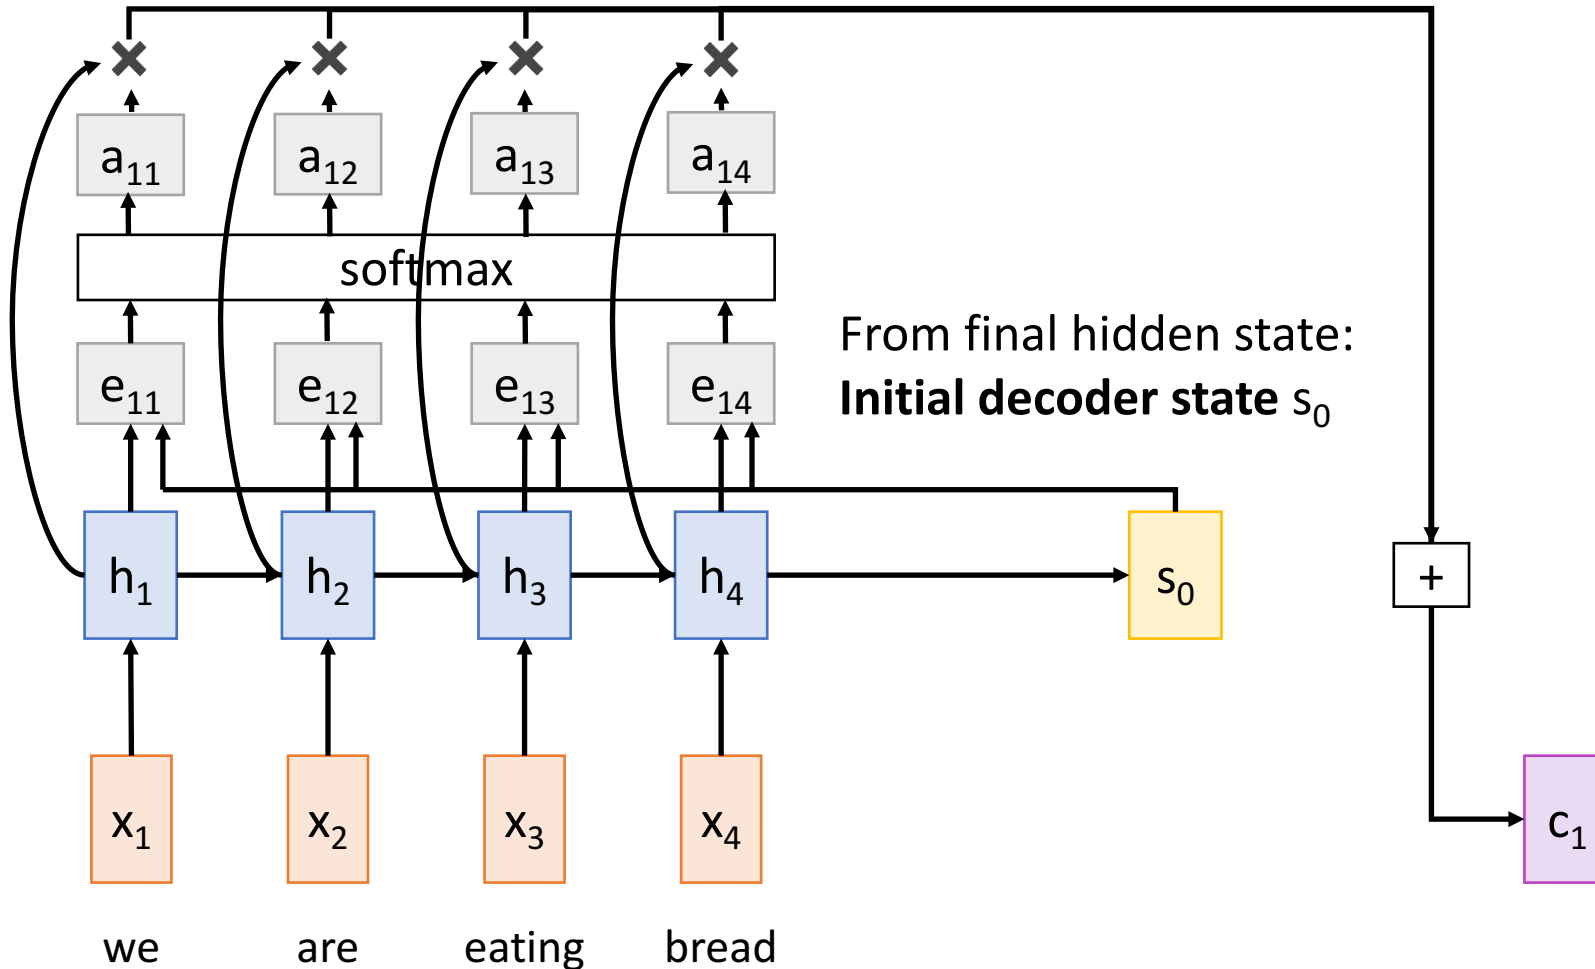 a11 a12 a13 a14
softmax
e11 e12 e13 e14
From final hidden state:
Initial decoder state s0
h1 h2 h3 h4 s0 +
x1 x2 x3 x4 c1
we are eating bread